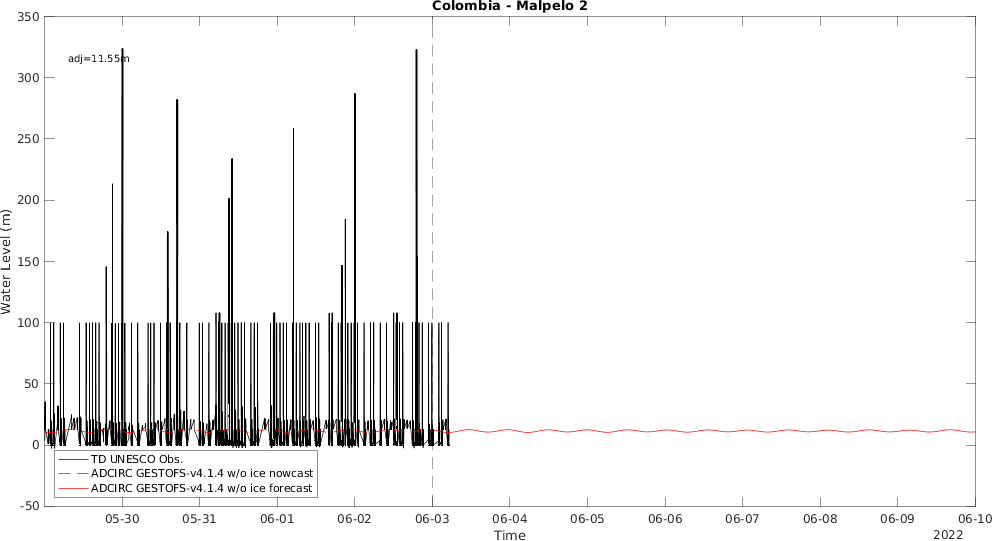 Colombia - Malpelo 2
350
adj=11.55m
300
250
200
150
100
50
0
-50
Water Level (m)
TD UNESCO Obs.
ADCIRC GESTOFS-v4.1.4 w/o ice nowcast
ADCIRC GESTOFS-v4.1.4 w/o ice forecast
05-30 05-31 06-01 06-02 06-03 06-04 06-05 06-06 06-07 06-08 06-09 06-10
Time
2022